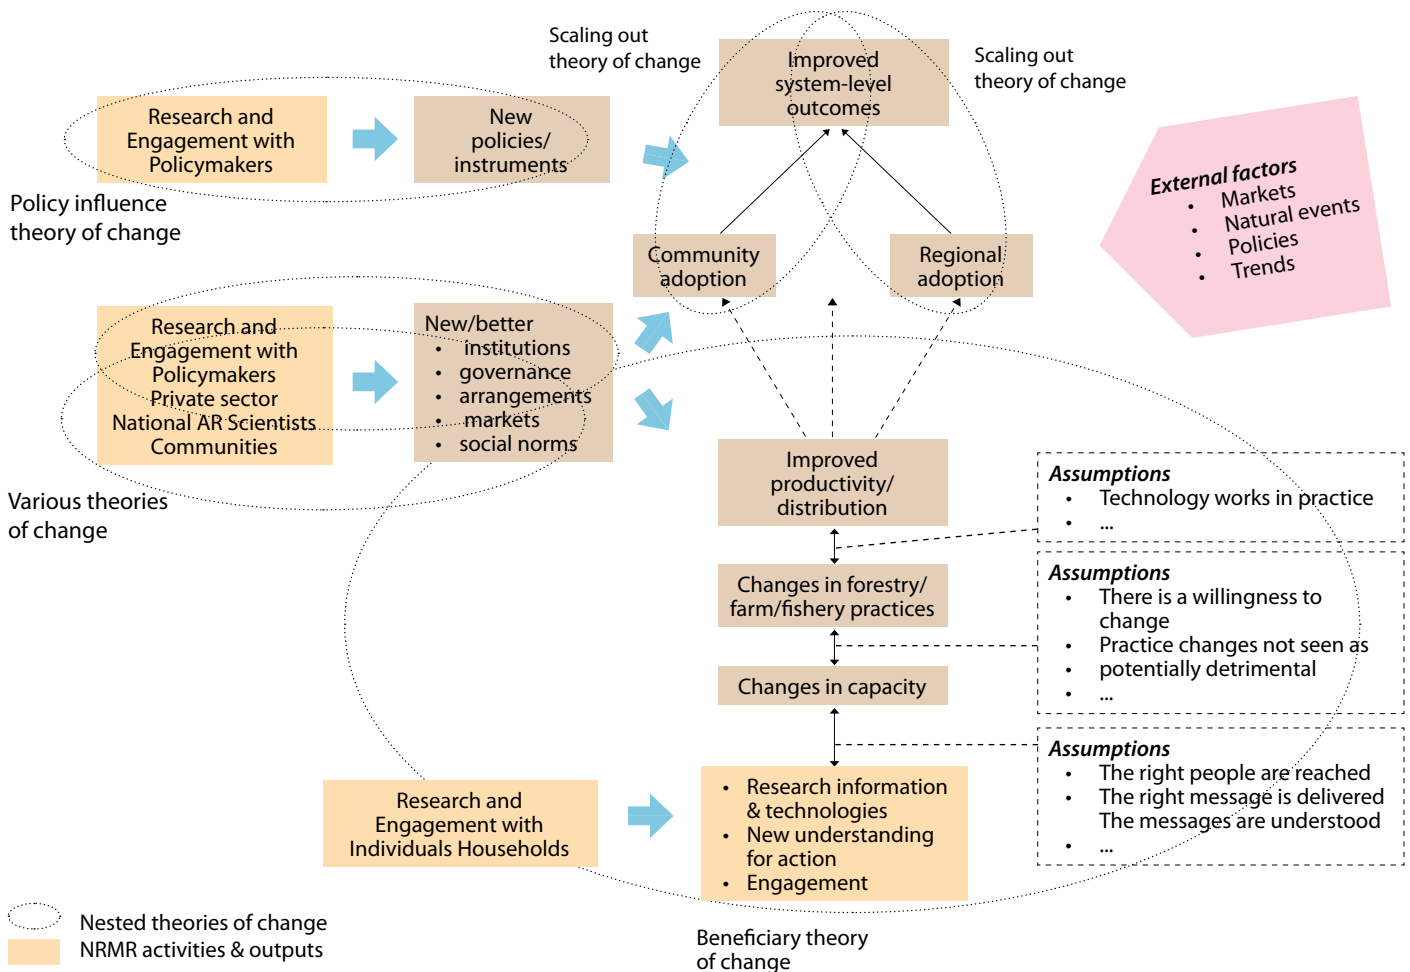 Scaling out
theory of change
Improved
system-level
outcomes
Scaling out
theory of change
Research and
Engagement with
Policymakers
New
policies/
instruments
Policy influence
theory of change
External factors
• Markets
• Natural events
• Policies
• Trends
Community
adoption
Regional
adoption
Research and
Engagement with
Policymakers
Private sector
National AR Scientists
Communities
New/better
• institutions
• governance
• arrangements
• markets
• social norms
Various theories
of change
Improved
productivity/
distribution
Assumptions
• Technology works in practice
• ...
Changes in forestry/
farm/fishery practices
Assumptions
• There is a willingness to
change
• Practice changes not seen as
• potentially detrimental
• ...
Changes in capacity
Assumptions
• The right people are reached
• The right message is delivered
The messages are understood
• ...
Research and
Engagement with
Individuals Households
• Research information
& technologies
• New understanding
for action
• Engagement
Nested theories of change
NRMR activities & outputs
Beneficiary theory
of change